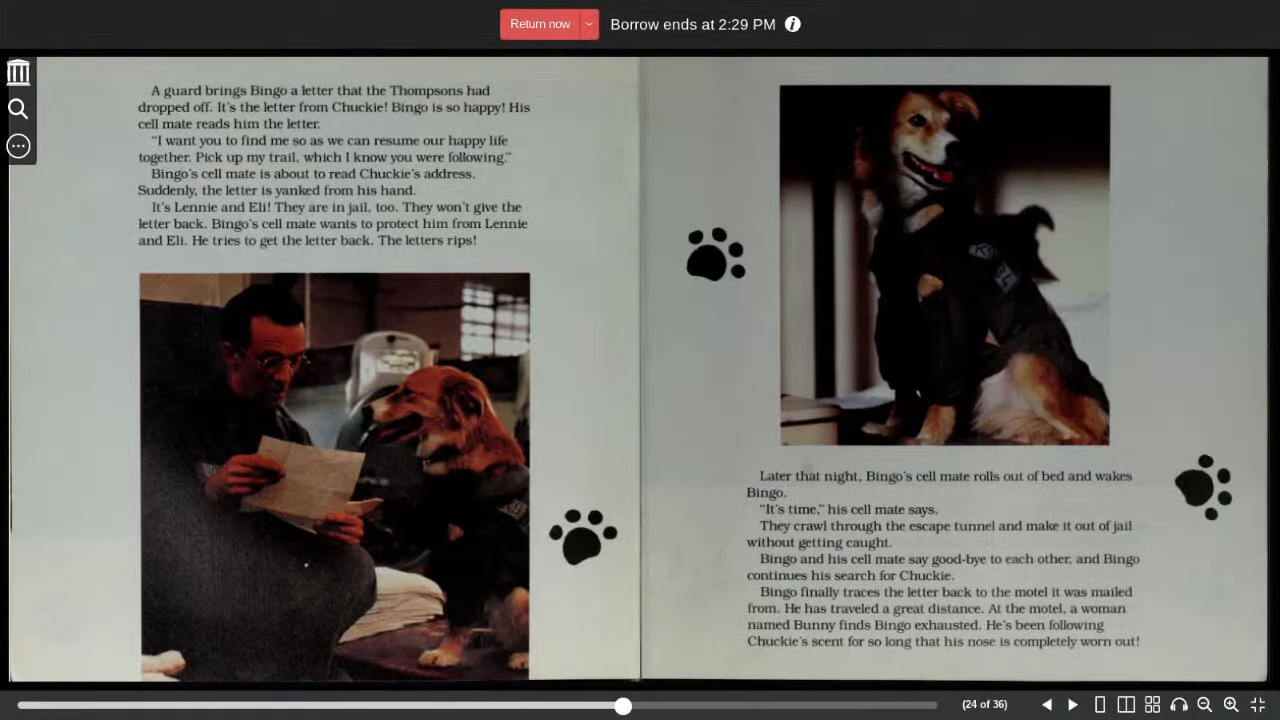 Return now
Borrow ends at 2:29 PM
A guard brings Bingo a letter that the Thompsons had
dropped off. It's the letter from Chuckie! Bingo is so happy! His
cell mate reads him the letter.
“I want you to find me so as we can resume our happy life
together. Pick up my trail, which I know you were following.”
Bingo's cell mate is about to read Chuckie's address.
Suddenly, the letter is yanked from his hand.
It's Lennie and Eli! They are in jail, too. They won't give the
letter back. Bingo's cell mate wants to protect him from Lennie
and Eli. He tries to get the letter back. The letters rips!
Later that night, Bingo's cell mate rolls out of bed and wakes
Bingo.
“It's time,” his cell mate says.
They crawl through the escape tunnel and make it out of jail
without getting caught.
Bingo and his cell mate say good-bye to each other, and Bingo
continues his search for Chuckie.
Bingo finally traces the letter back to the motel it was mailed
from. He has traveled a great distance. At the motel, a woman
named Bunny finds Bingo exhausted. He's been following
Chuckie's scent for so long that his nose is completely worn out!
(24 of 36)